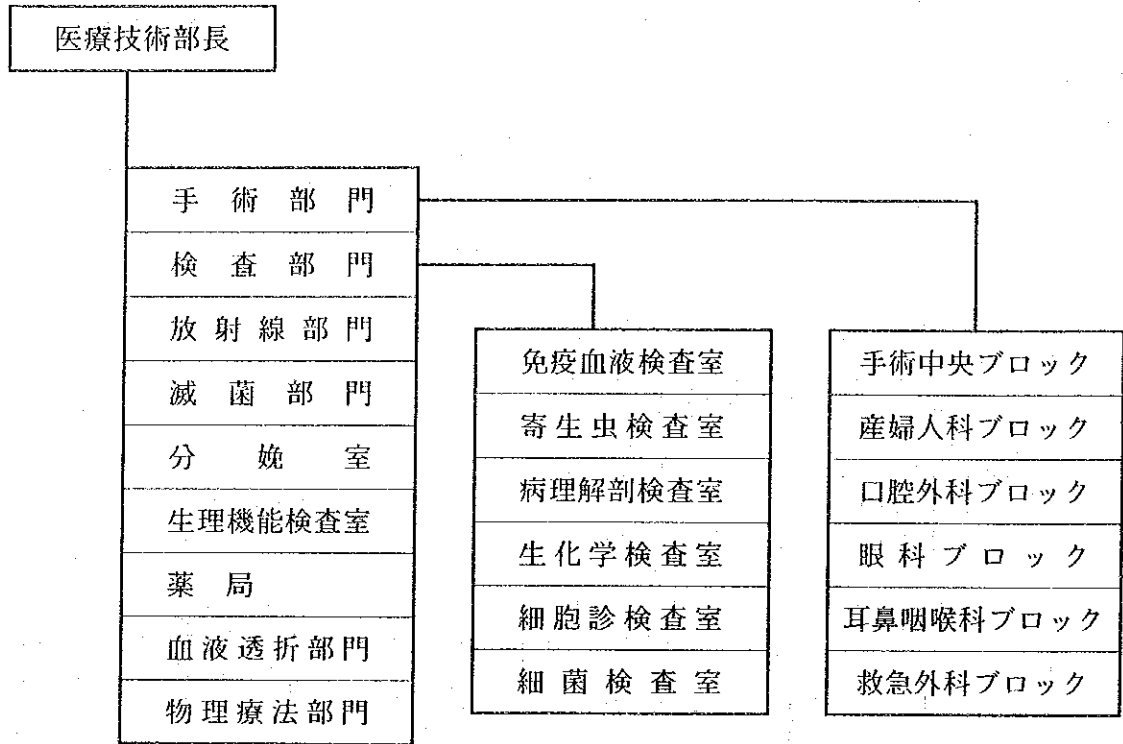 医療技術部長
手術部門
検査部門
放射線部門
滅菌部門
分娩室
生理機能検査室
薬局
血液透折部門
物理療法部門
免疫血液検査室
寄生虫検査室
病理解剖検査室
生化学検査室
細胞診検査室
細菌検査室
手術中央ブロック
産婦人科ブロック
口腔外科ブロック
眼科ブロック
耳鼻咽喉科ブロック
救急外科ブロック